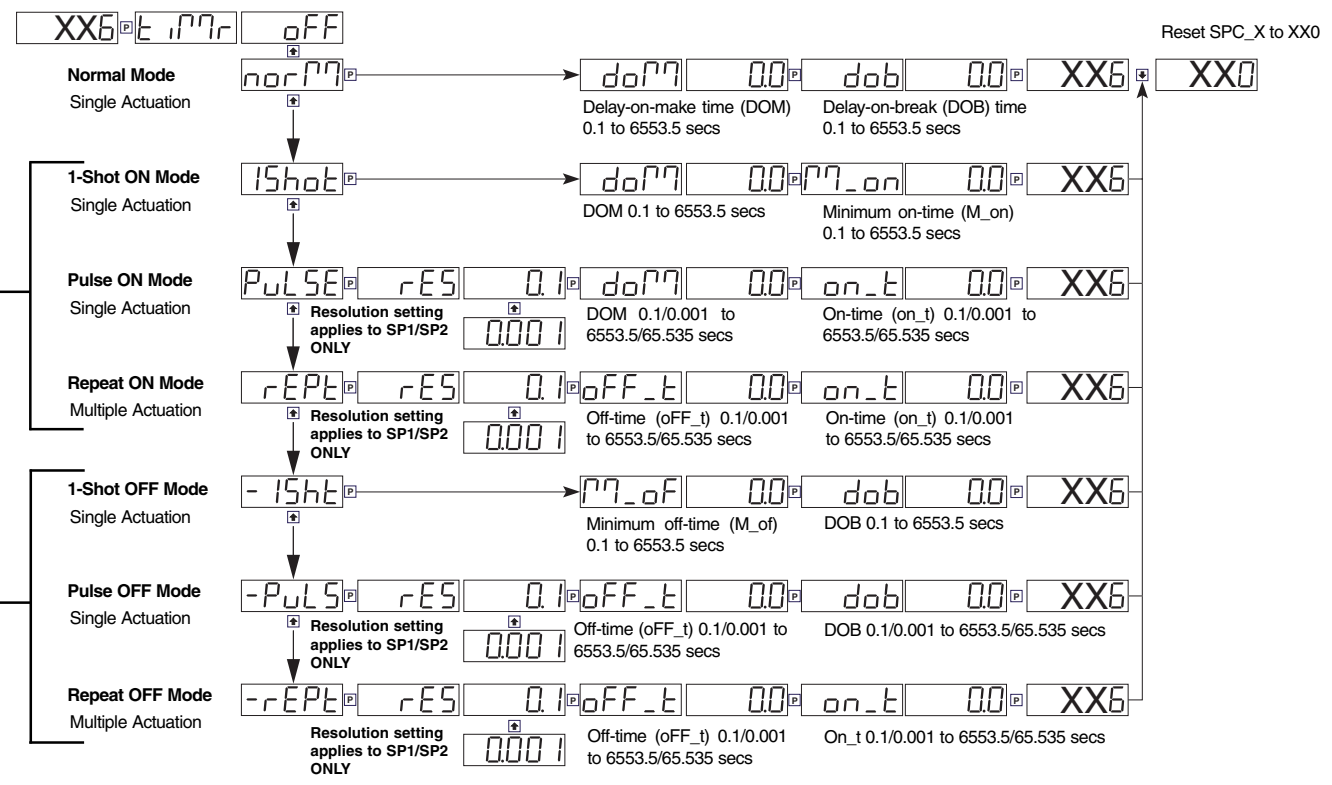 XX6 P tiMr oFF
Reset SPC_X to XX0
Normal Mode
Single Actuation
norM P doM 0.0 P dob 0.0 P XX6 XX0
Delay-on-make time (DOM)
0.1 to 6553.5 secs
Delay-on-break (DOB) time
0.1 to 6553.5 secs
1-Shot ON Mode
Single Actuation
1Shot P doM 0.0 P M_on 0.0 P XX6
DOM 0.1 to 6553.5 secs
Minimum on-time (M_on)
0.1 to 6553.5 secs
Pulse ON Mode
Single Actuation
PuLSE P rES 0.1 P doM 0.0 P on_t 0.0 P XX6
Resolution setting
applies to SP1/SP2
ONLY
0.001
DOM 0.1/0.001 to
6553.5/65.535 secs
On-time (on_t) 0.1/0.001 to
6553.5/65.535 secs
Repeat ON Mode
Multiple Actuation
rEPt P rES 0.1 P oFF_t 0.0 P on_t 0.0 P XX6
Resolution setting
applies to SP1/SP2
ONLY
0.001
Off-time (oFF_t) 0.1/0.001
to 6553.5/65.535 secs
On-time (on_t) 0.1/0.001
to 6553.5/65.535 secs
1-Shot OFF Mode
Single Actuation
-1Sht P M_oF 0.0 P dob 0.0 P XX6
Minimum off-time (M_of)
0.1 to 6553.5 secs
DOB 0.1 to 6553.5 secs
Pulse OFF Mode
Single Actuation
-PuLS P rES 0.1 P oFF_t 0.0 P dob 0.0 P XX6
Resolution setting
applies to SP1/SP2
ONLY
0.001
Off-time (oFF_t) 0.1/0.001 to
6553.5/65.535 secs
DOB 0.1/0.001 to 6553.5/65.535 secs
Repeat OFF Mode
Multiple Actuation
-rEPt P rES 0.1 P oFF_t 0.0 P on_t 0.0 P XX6
Resolution setting
applies to SP1/SP2
ONLY
0.001
Off-time (oFF_t) 0.1/0.001
to 6553.5/65.535 secs
On_t 0.1/0.001 to 6553.5/65.535 secs